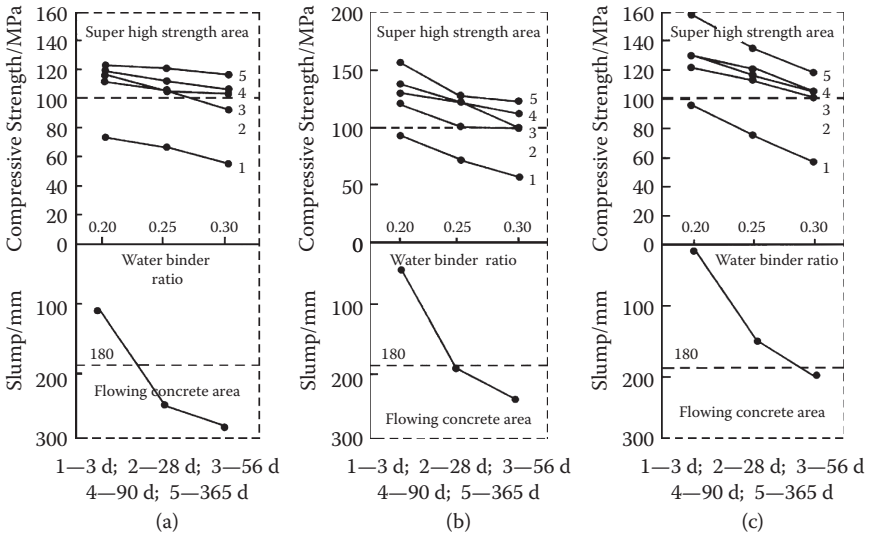 Compressive Strength/MPa
160
140
120
100
80
60
40
20
0
Super high strength area
5
4
3
2
1
0.20 0.25 0.30
Water binder
ratio
Slump/mm
100
200
300
180
Flowing concrete area
1—3 d; 2—28 d; 3—56 d
4—90 d; 5—365 d
(a)
Compressive Strength/MPa
200
150
100
50
0
Super high strength area
5
4
3
2
1
0.20 0.25 0.30
Water binder ratio
Slump/mm
100
200
300
180
Flowing concrete area
1—3 d; 2—28 d; 3—56 d
4—90 d; 5—365 d
(b)
Compressive Strength/MPa
160
140
120
100
80
60
40
20
0
Super high strength area
5
4
3
2
1
0.20 0.25 0.30
Water binder ratio
Slump/mm
100
200
300
180
Flowing concrete area
1—3 d; 2—28 d; 3—56 d
4—90 d; 5—365 d
(c)